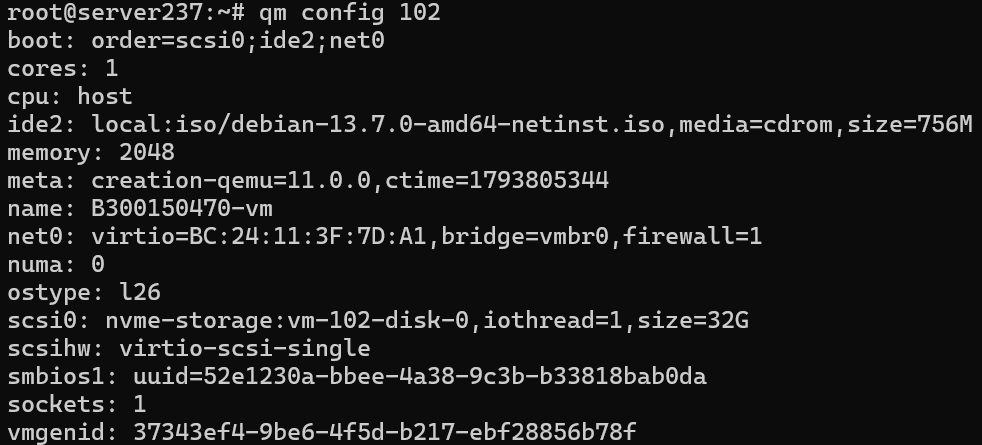 root@server237:~# qm config 102
boot: order=scsi0;ide2;net0
cores: 1
cpu: host
ide2: local:iso/debian-13.7.0-amd64-netinst.iso,media=cdrom,size=756M
memory: 2048
meta: creation-qemu=11.0.0,ctime=1793805344
name: B300150470-vm
net0: virtio=BC:24:11:3F:7D:A1,bridge=vmbr0,firewall=1
numa: 0
ostype: l26
scsi0: nvme-storage:vm-102-disk-0,iothread=1,size=32G
scsihw: virtio-scsi-single
smbios1: uuid=52e1230a-bbee-4a38-9c3b-b33818bab0da
sockets: 1
vmgenid: 37343ef4-9be6-4f5d-b217-ebf28856b78f